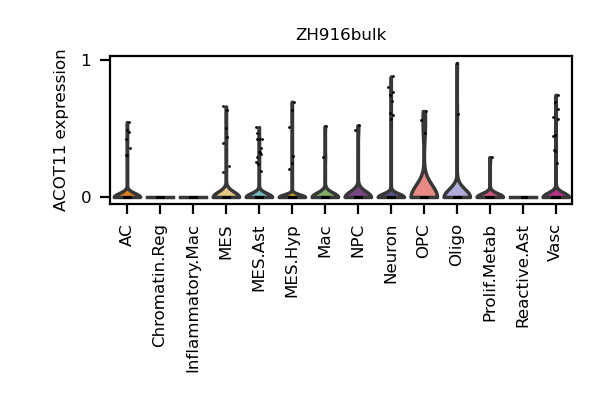 ZH916bulk
ACOT11 expression
1
0
AC
Chromatin.Reg
Inflammatory.Mac
MES
MES.Ast
MES.Hyp
Mac
NPC
Neuron
OPC
Oligo
Prolif.Metab
Reactive.Ast
Vasc